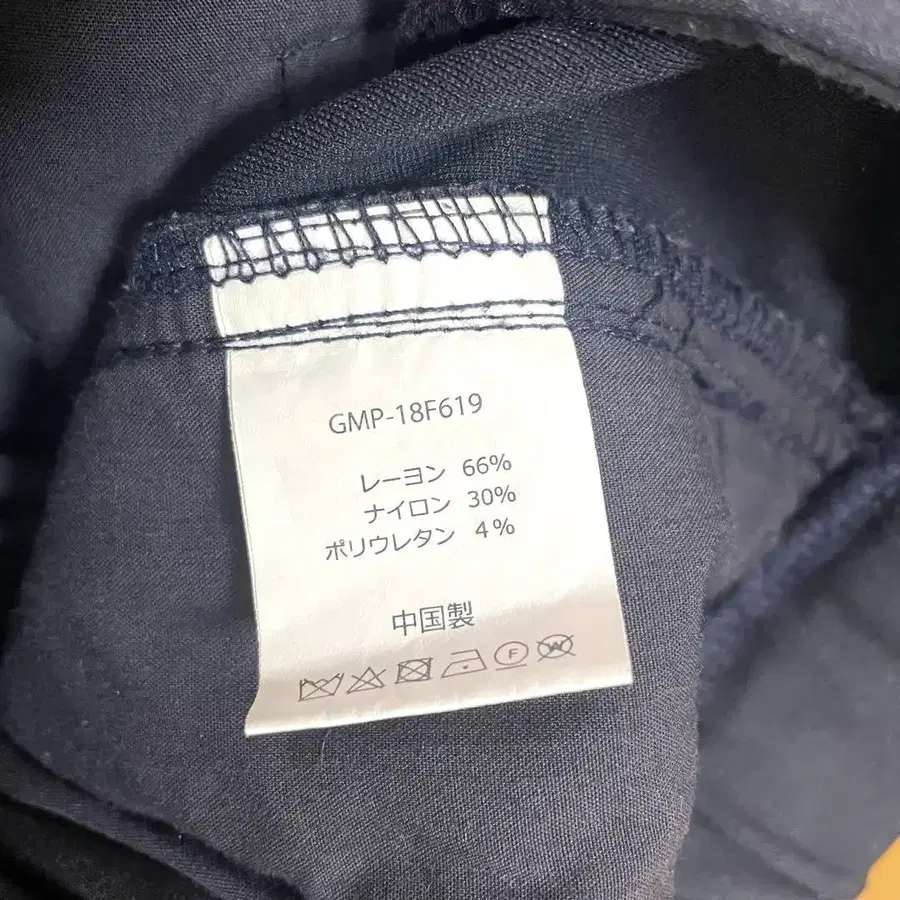 GMP-18F619
レーヨン 66%
ナイロン 30%
ポリウレタン 4%
中国製
F W